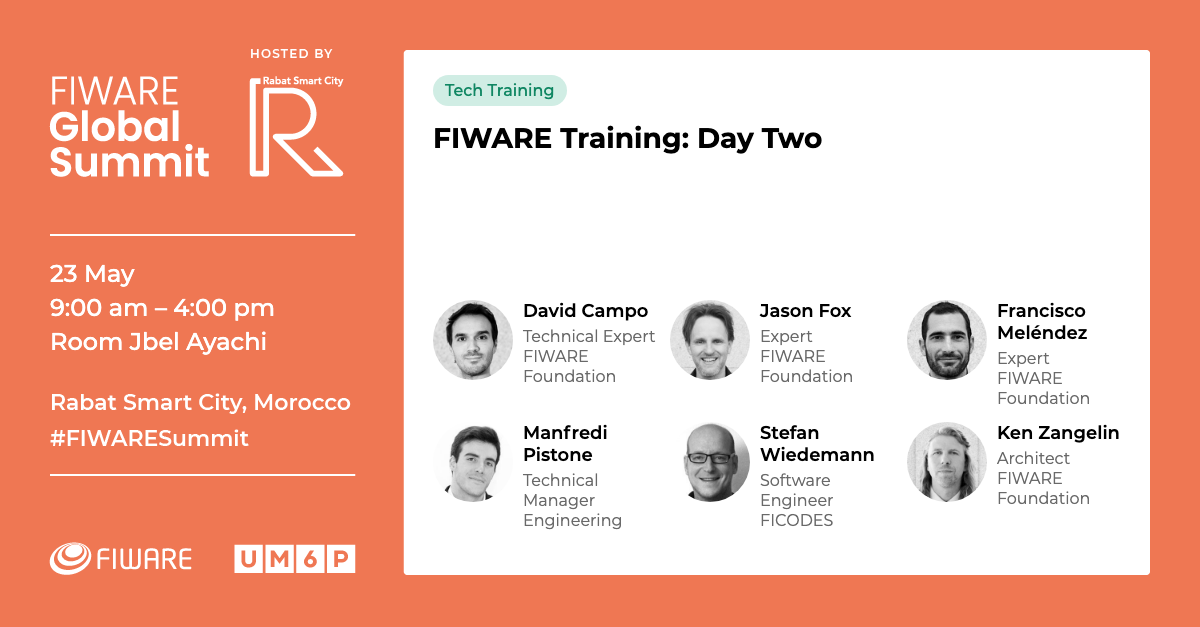 HOSTED BY
Rabat Smart City
R
FIWARE
Global
Summit
23 May
9:00 am – 4:00 pm
Room Jbel Ayachi
Rabat Smart City, Morocco
#FIWARESummit
FIWARE
UM6P
Tech Training
FIWARE Training: Day Two
David Campo
Technical Expert
FIWARE
Foundation
Jason Fox
Expert
FIWARE
Foundation
Francisco
Meléndez
Expert
FIWARE
Foundation
Manfredi
Pistone
Technical
Manager
Engineering
Stefan
Wiedemann
Software
Engineer
FICODES
Ken Zangelin
Architect
FIWARE
Foundation